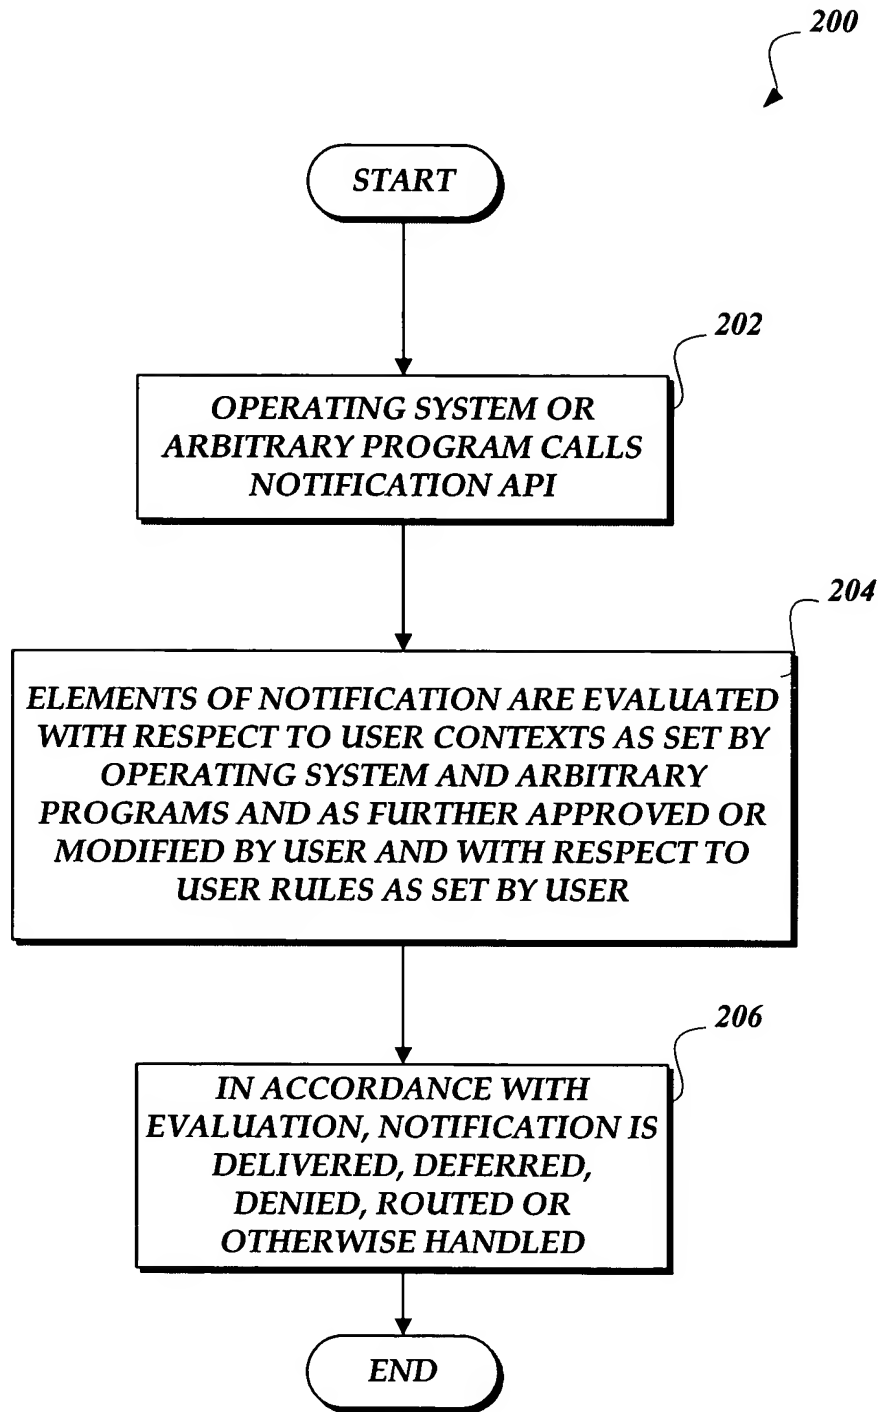 200
START
202
OPERATING SYSTEM OR
ARBITRARY PROGRAM CALLS
NOTIFICATION API
204
ELEMENTS OF NOTIFICATION ARE EVALUATED
WITH RESPECT TO USER CONTEXTS AS SET BY
OPERATING SYSTEM AND ARBITRARY
PROGRAMS AND AS FURTHER APPROVED OR
MODIFIED BY USER AND WITH RESPECT TO
USER RULES AS SET BY USER
206
IN ACCORDANCE WITH
EVALUATION, NOTIFICATION IS
DELIVERED, DEFERRED,
DENIED, ROUTED OR
OTHERWISE HANDLED
END